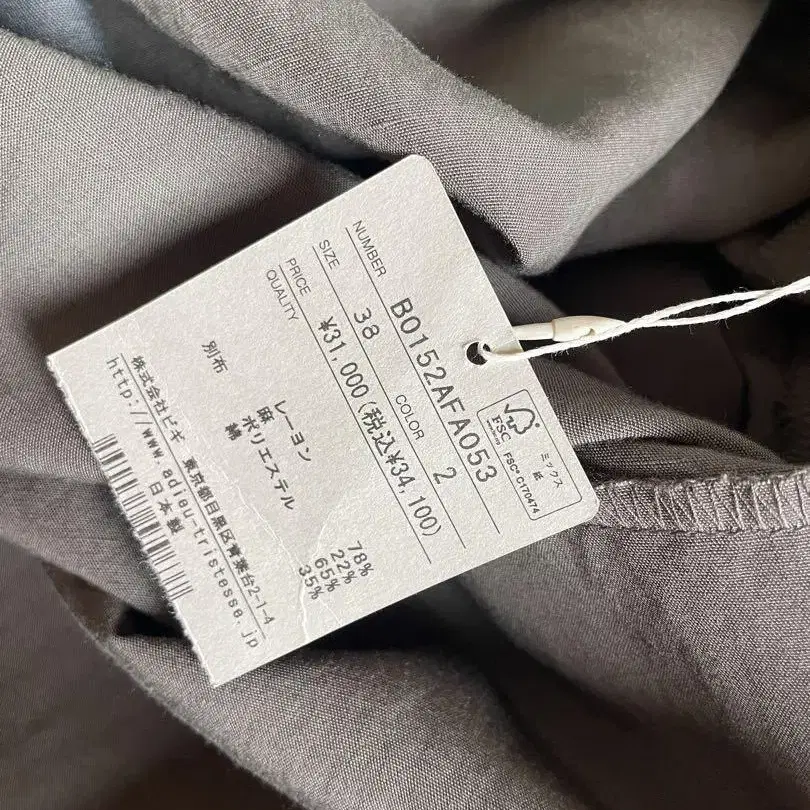 FSC
ミックス
紙
FSC® C170474
NUMBER B0152AFA053
SIZE 38 COLOR 2
PRICE ¥31,000(税込¥34,100)
QUALITY
レーヨン 78%
麻 22%
別布 ポリエステル 65%
綿 35%
株式会社ビギ 東京都目黒区青葉台2-1-4
http://www.adieu-tristesse.jp
日本製